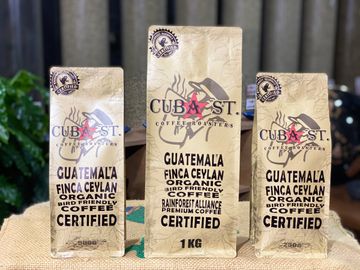 CUBA ST.
COFFEE ROASTERS
GUATEMALA
FINCA CEYLAN
ORGANIC
BIRD FRIENDLY
COFFEE
CERTIFIED
500G
CUBA ST.
COFFEE ROASTERS
GUATEMALA
FINCA CEYLAN
ORGANIC
BIRD FRIENDLY
COFFEE
RAINFOREST ALLIANCE
PREMIUM COFFEE
CERTIFIED
1 KG
CUBA ST.
COFFEE ROASTERS
GUATEMALA
FINCA CEYLAN
ORGANIC
BIRD FRIENDLY
COFFEE
CERTIFIED
250G